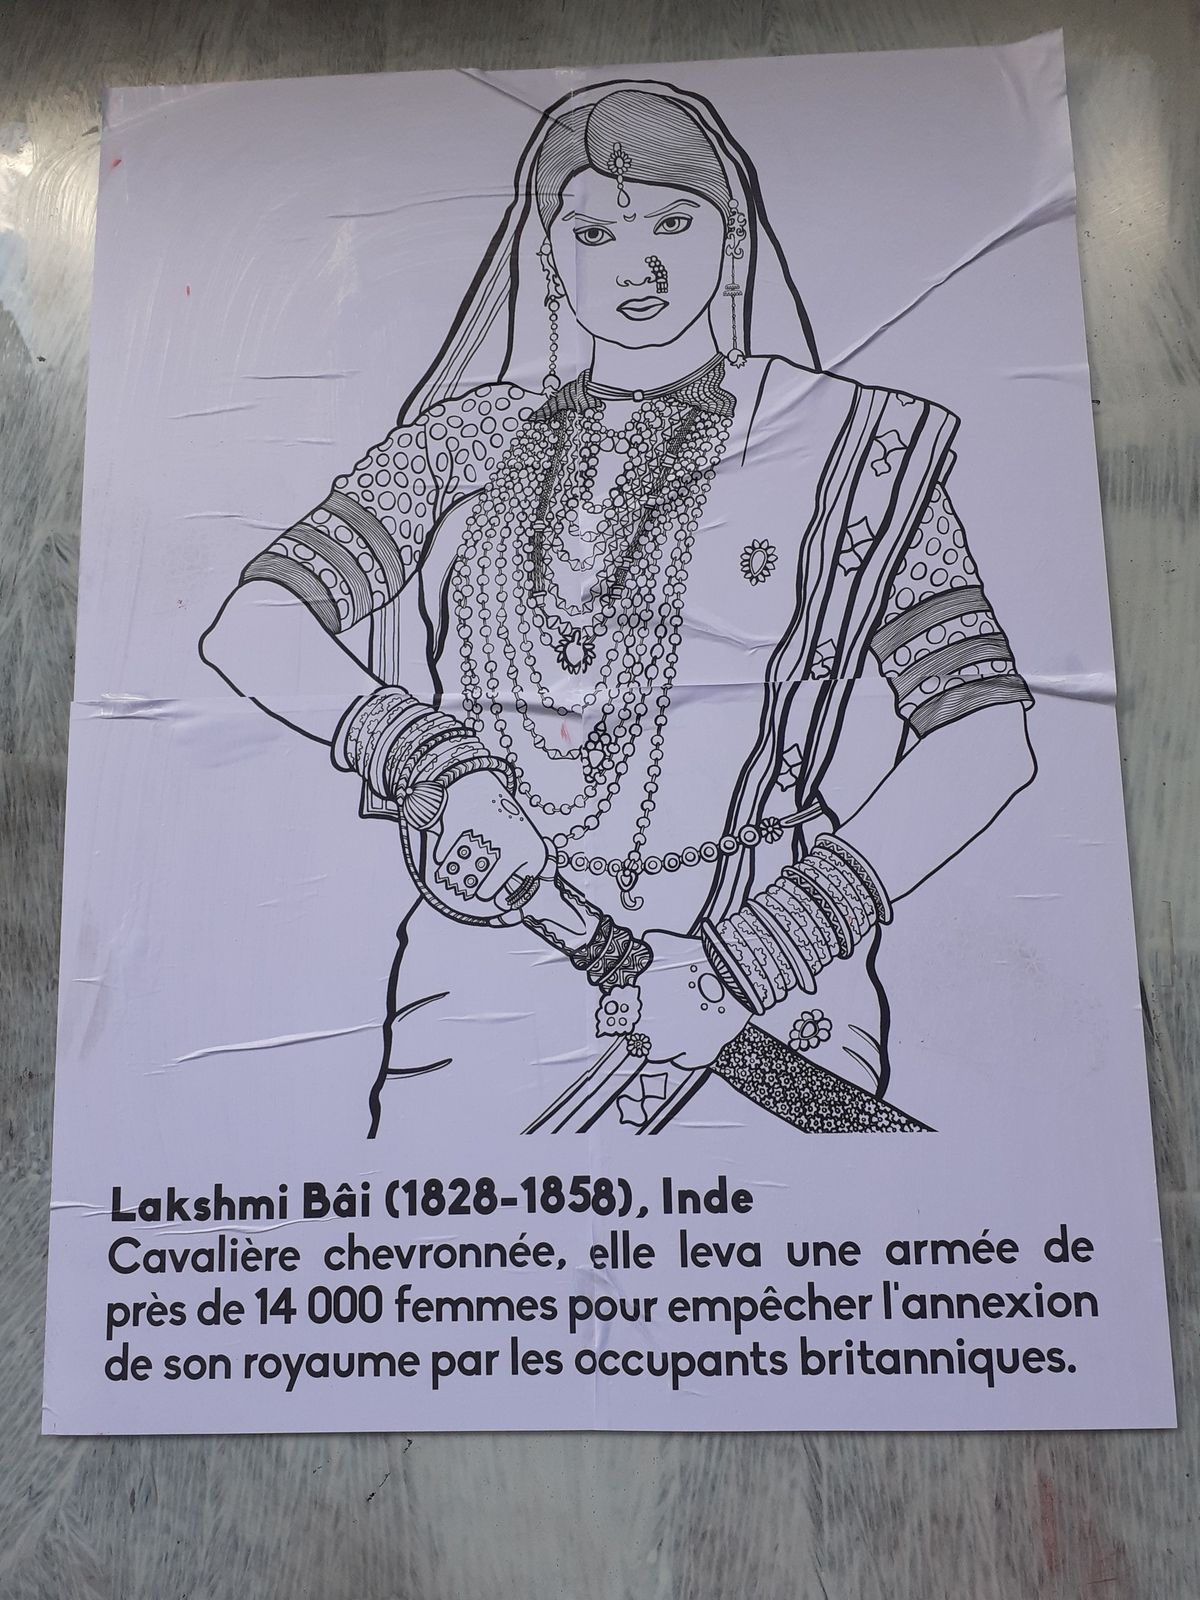 Lakshmi Bâi (1828-1858), Inde
Cavalière chevronnée, elle leva une armée de
près de 14 000 femmes pour empêcher l'annexion
de son royaume par les occupants britanniques.